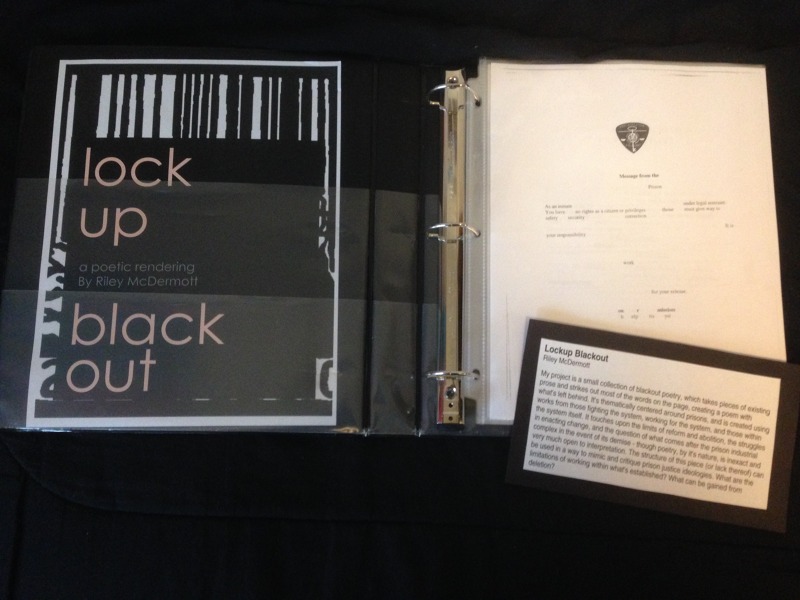 lock
up
a poetic rendering
By Riley McDermott
black
out
Message from the
As an inmate
You have no rights as a citizen or privileges those under legal restraint
must give way to
safety security
It is
your responsibility
work
for your release.
Lockup Blackout
Riley McDermott
My project is a small collection of blackout poetry, which takes pieces of existing
prose and strikes out most of the words on the page, creating a poem with
what's left behind. It's thematically centered around prisons, and is created using
works from those fighting the system, working for the system, and those within
the system itself. It touches upon the limits of reform and abolition, the struggles
in enacting change, and the question of what comes after the prison industrial
complex in the event of its demise - though poetry, by it's nature, is inexact and
very much open to interpretation. The structure of this piece (or lack thereof) can
be used in a way to mimic and critique prison justice ideologies. What are the
limitations of working within what's established? What can be gained from
deletion?